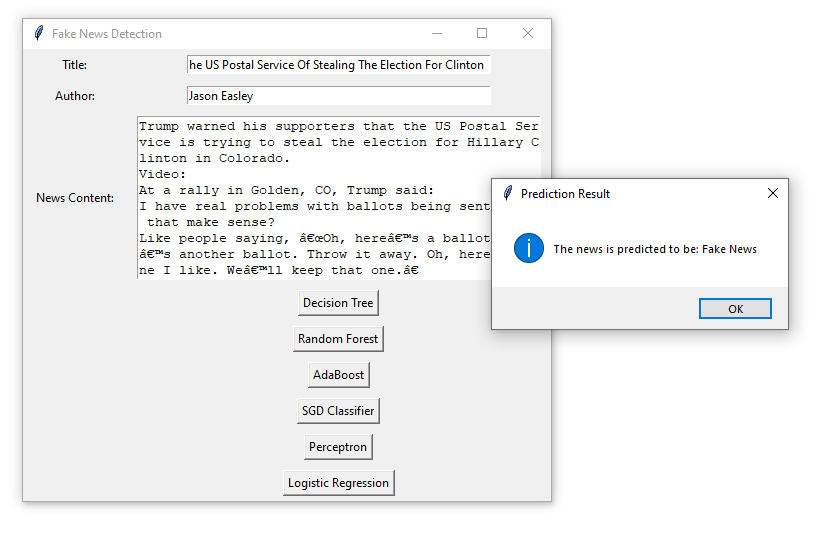 Fake News Detection
Title:
he US Postal Service Of Stealing The Election For Clinton
Author:
Jason Easley
News Content:
Trump warned his supporters that the US Postal Ser
vice is trying to steal the election for Hillary C
linton in Colorado.
Video:
At a rally in Golden, CO, Trump said:
I have real problems with ballots being sent
that make sense?
Like people saying, â€œOh, hereâ€™s a ballot
â€™s another ballot. Throw it away. Oh, here
ne I like. Weâ€™ll keep that one.â€
Prediction Result
The news is predicted to be: Fake News
OK
Decision Tree
Random Forest
AdaBoost
SGD Classifier
Perceptron
Logistic Regression